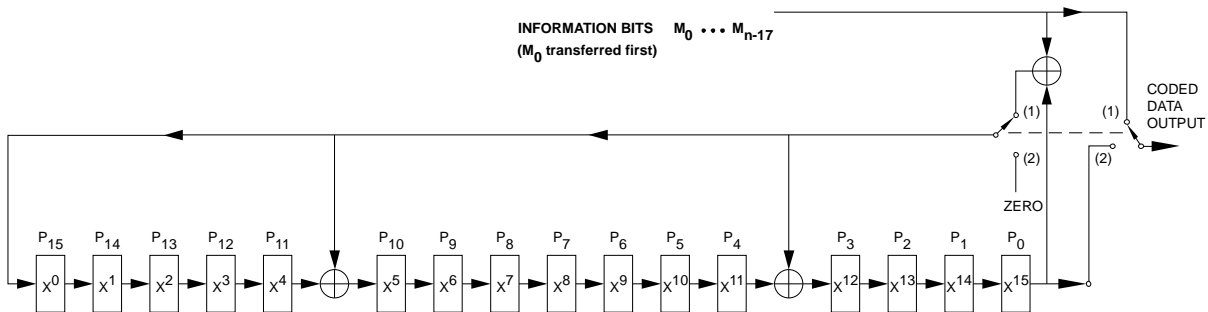 INFORMATION BITS M0 • • • Mn-17
(M0 transferred first)
CODED
DATA
OUTPUT
(1)
(1)
(2)
(2)
ZERO
P15 P14 P13 P12 P11 P10 P9 P8 P7 P6 P5 P4 P3 P2 P1 P0
X0 X1 X2 X3 X4 X5 X6 X7 X8 X9 X10 X11 X12 X13 X14 X15